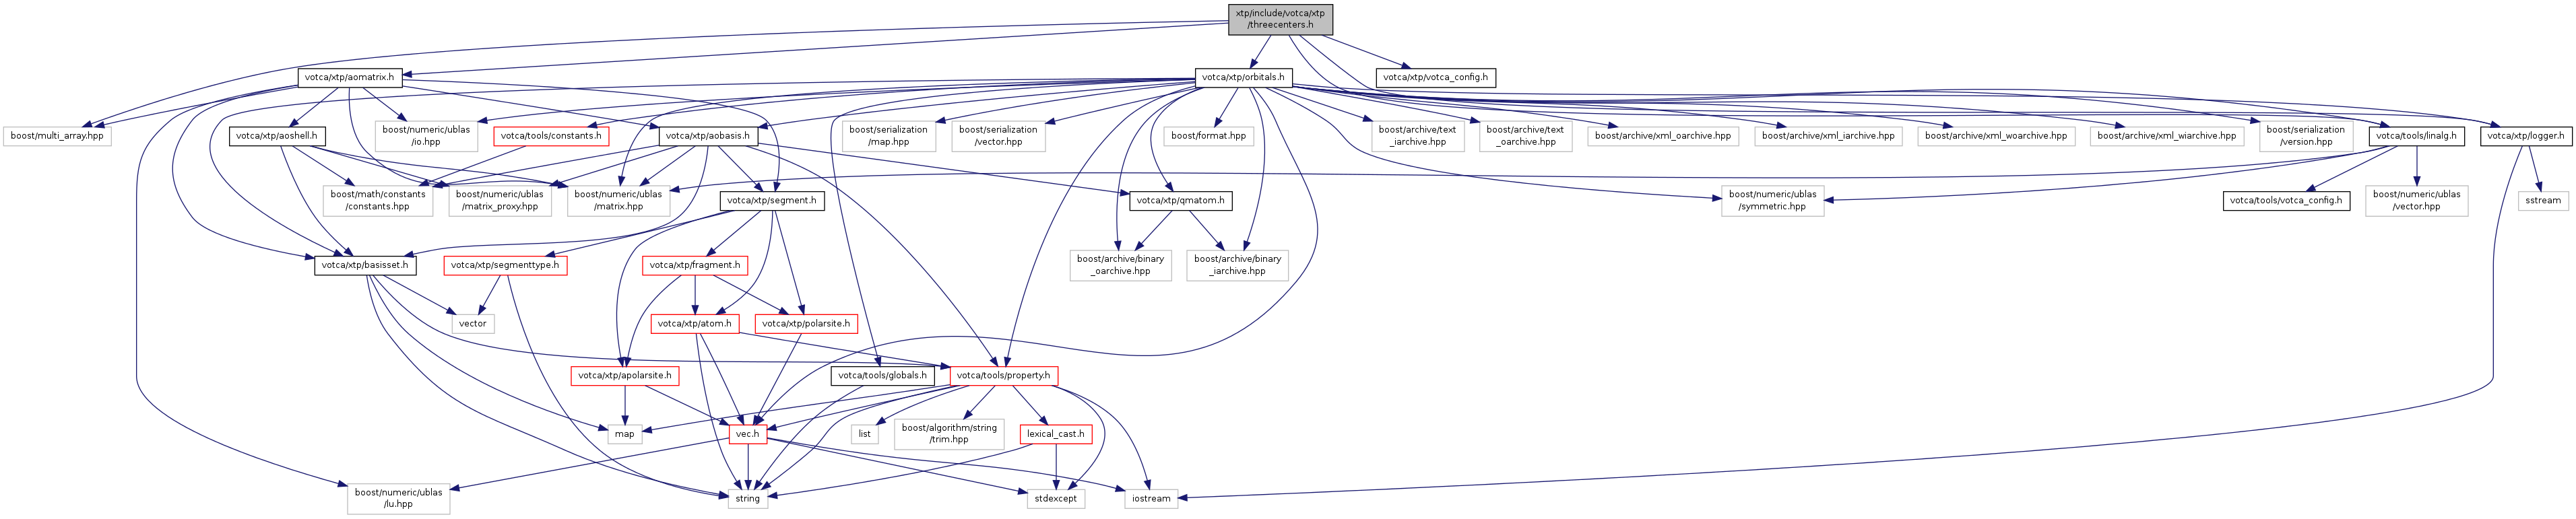 xtp/include/votca/xtp
/threecenters.h
votca/xtp/aomatrix.h
votca/xtp/orbitals.h
votca/xtp/votca_config.h
boost/multi_array.hpp
votca/xtp/aoshell.h
boost/numeric/ublas
/io.hpp
votca/tools/constants.h
votca/xtp/aobasis.h
boost/serialization
/map.hpp
boost/serialization
/vector.hpp
boost/format.hpp
boost/archive/text
_iarchive.hpp
boost/archive/text
_oarchive.hpp
boost/archive/xml_oarchive.hpp
boost/archive/xml_iarchive.hpp
boost/archive/xml_woarchive.hpp
boost/archive/xml_wiarchive.hpp
boost/serialization
/version.hpp
votca/tools/linalg.h
votca/xtp/logger.h
boost/math/constants
/constants.hpp
boost/numeric/ublas
/matrix_proxy.hpp
boost/numeric/ublas
/matrix.hpp
votca/xtp/segment.h
votca/xtp/qmatom.h
boost/numeric/ublas
/symmetric.hpp
votca/tools/votca_config.h
boost/numeric/ublas
/vector.hpp
sstream
votca/xtp/basisset.h
votca/xtp/segmenttype.h
votca/xtp/fragment.h
boost/archive/binary
_oarchive.hpp
boost/archive/binary
_iarchive.hpp
vector
votca/xtp/atom.h
votca/xtp/polarsite.h
votca/xtp/apolarsite.h
votca/tools/globals.h
votca/tools/property.h
map
vec.h
list
boost/algorithm/string
/trim.hpp
lexical_cast.h
boost/numeric/ublas
/lu.hpp
string
stdexcept
iostream